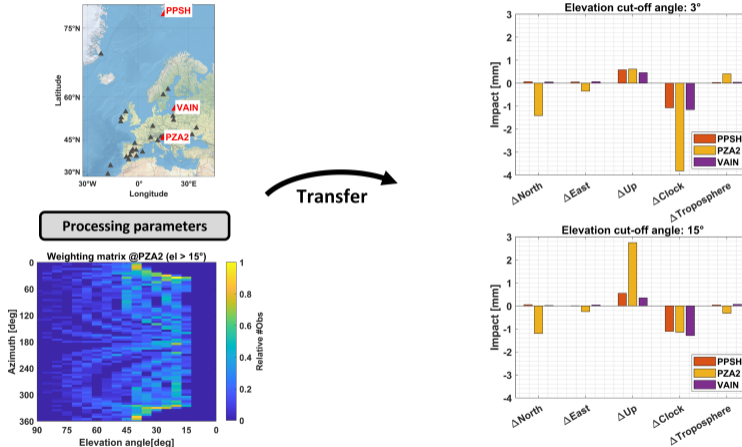 PPSH
75°N
60°N
45°N
30°N
Latitude
VAIN
PZA2
30°W 0° 30°E
Longitude
Processing parameters
Weighting matrix @PZA2 (el > 15°)
0
60
120
180
240
300
360
Azimuth [deg]
90 75 60 45 30 15 0
Elevation angle[deg]
1
0.8
0.6
0.4
0.2
0
Relative #Obs
Transfer
Elevation cut-off angle: 3°
3
2
1
0
-1
-2
-3
-4
Impact [mm]
PPSH
PZA2
VAIN
ΔNorth ΔEast ΔUp ΔClock ΔTroposphere
Elevation cut-off angle: 15°
3
2
1
0
-1
-2
-3
-4
Impact [mm]
PPSH
PZA2
VAIN
ΔNorth ΔEast ΔUp ΔClock ΔTroposphere